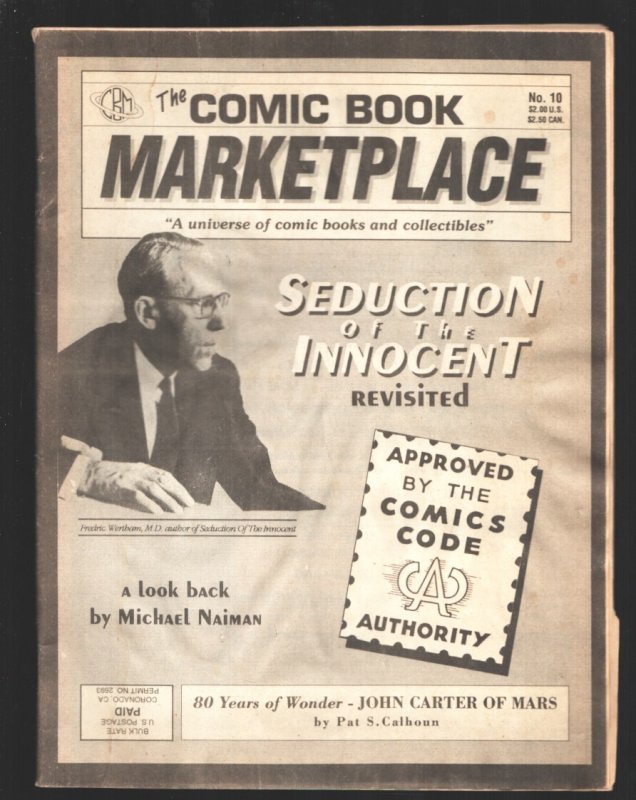 CBM
The COMIC BOOK
No. 10
$2.00 U.S.
$2.50 CAN.
MARKETPLACE
"A universe of comic books and collectibles"
SEDUCTION
OF THE
INNOCENT
REVISITED
APPROVED
BY THE
COMICS
CODE
CA
AUTHORITY
Fredric Wertham, M.D. author of Seduction Of The Innocent
A look back
by Michael Naiman
BULK RATE
U.S. POSTAGE
PAID
CORONADO, CA
PERMIT NO. 2693
80 Years of Wonder - JOHN CARTER OF MARS
by Pat S.Calhoun